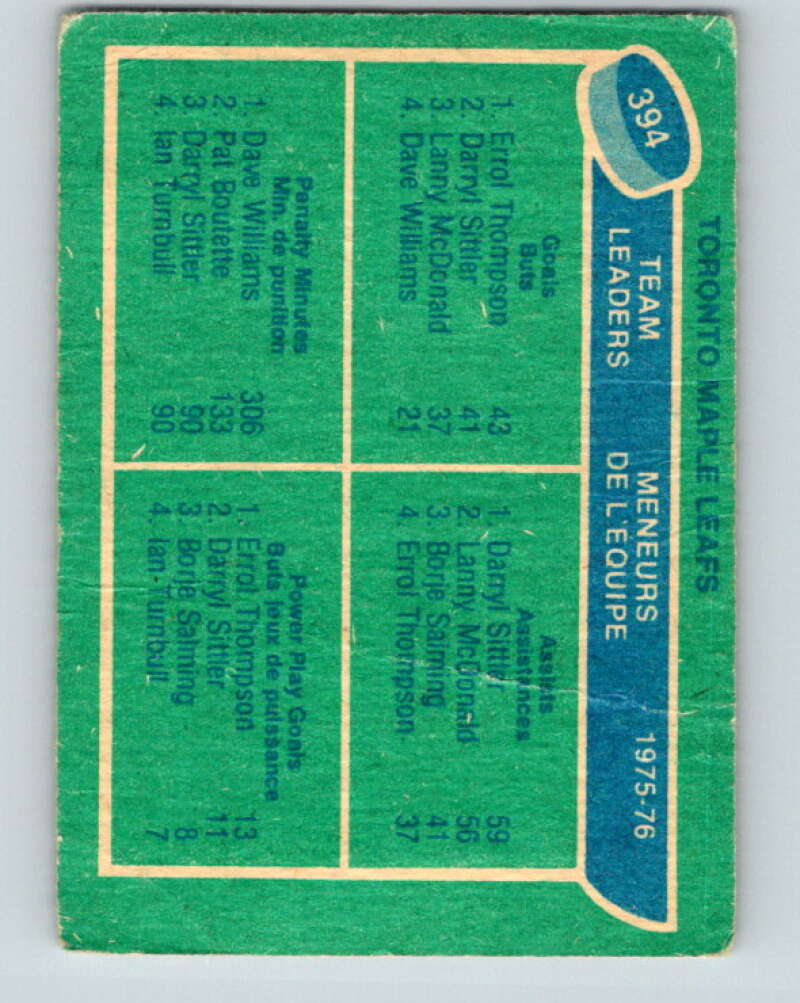 TORONTO MAPLE LEAFS
394
TEAM LEADERS
MENEURS DE L'EQUIPE
1975-76
Goals
Buts
1. Errol Thompson 43
2. Darryl Sittler 41
3. Lanny McDonald 37
4. Dave Williams 21
Assists
Assistances
1. Darryl Sittler 59
2. Lanny McDonald 56
3. Borje Salming 41
4. Errol Thompson 37
Penalty Minutes
Min. de punition
1. Dave Williams 306
2. Pat Boutette 133
3. Darryl Sittler 90
4. Ian Turnbull 90
Power Play Goals
Buts jeux de puissance
1. Errol Thompson 13
2. Darryl Sittler 11
3. Borje Salming 8
4. Ian Turnbull 7